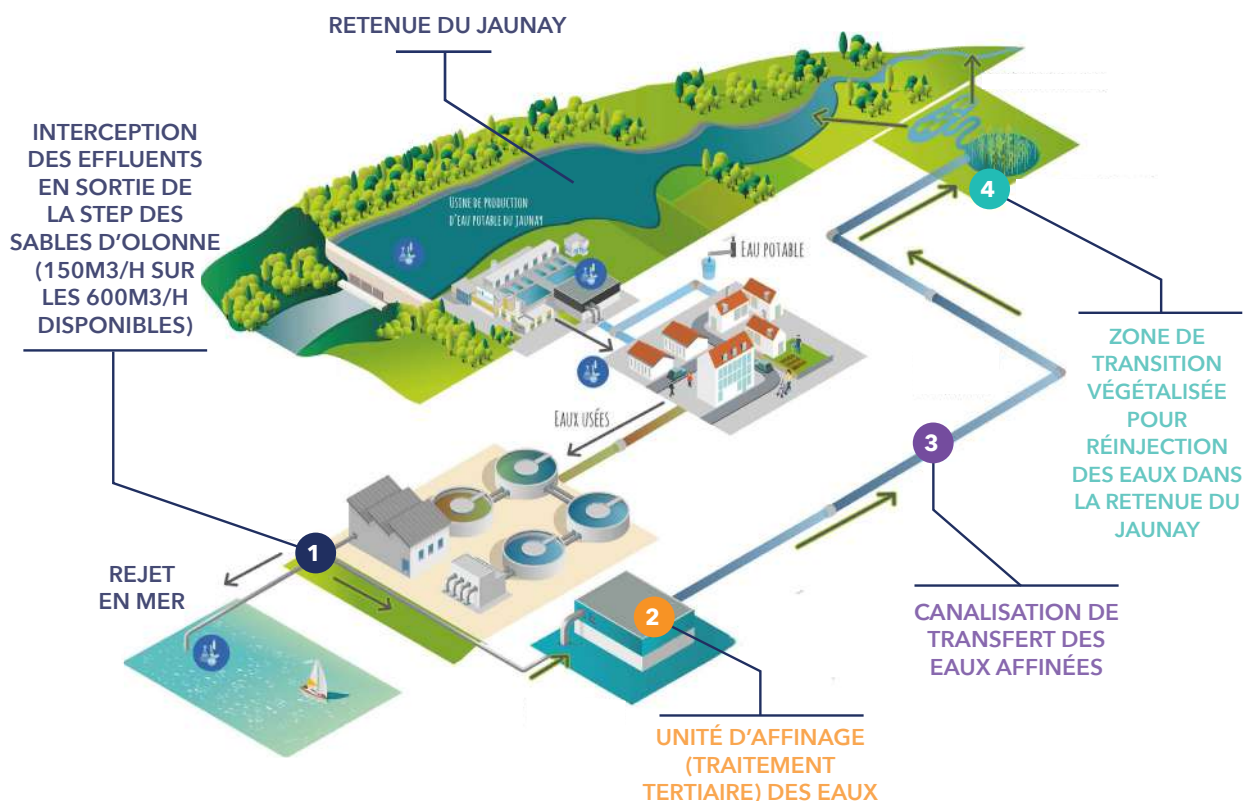 RETENUE DU JAUNAY
INTERCEPTION
DES EFFLUENTS
EN SORTIE DE
LA STEP DES
SABLES D'OLONNE
(150M3/H SUR
LES 600M3/H
DISPONIBLES)
USINE DE PRODUCTION
D'EAU POTABLE DU JAUNAY
EAU POTABLE
4
ZONE DE
TRANSITION
VÉGÉTALISÉE
POUR
RÉINJECTION
DES EAUX DANS
LA RETENUE DU
JAUNAY
EAUX USÉES
3
1
REJET
EN MER
2
CANALISATION DE
TRANSFERT DES
EAUX AFFINÉES
UNITÉ D'AFFINAGE
(TRAITEMENT
TERTIAIRE) DES EAUX